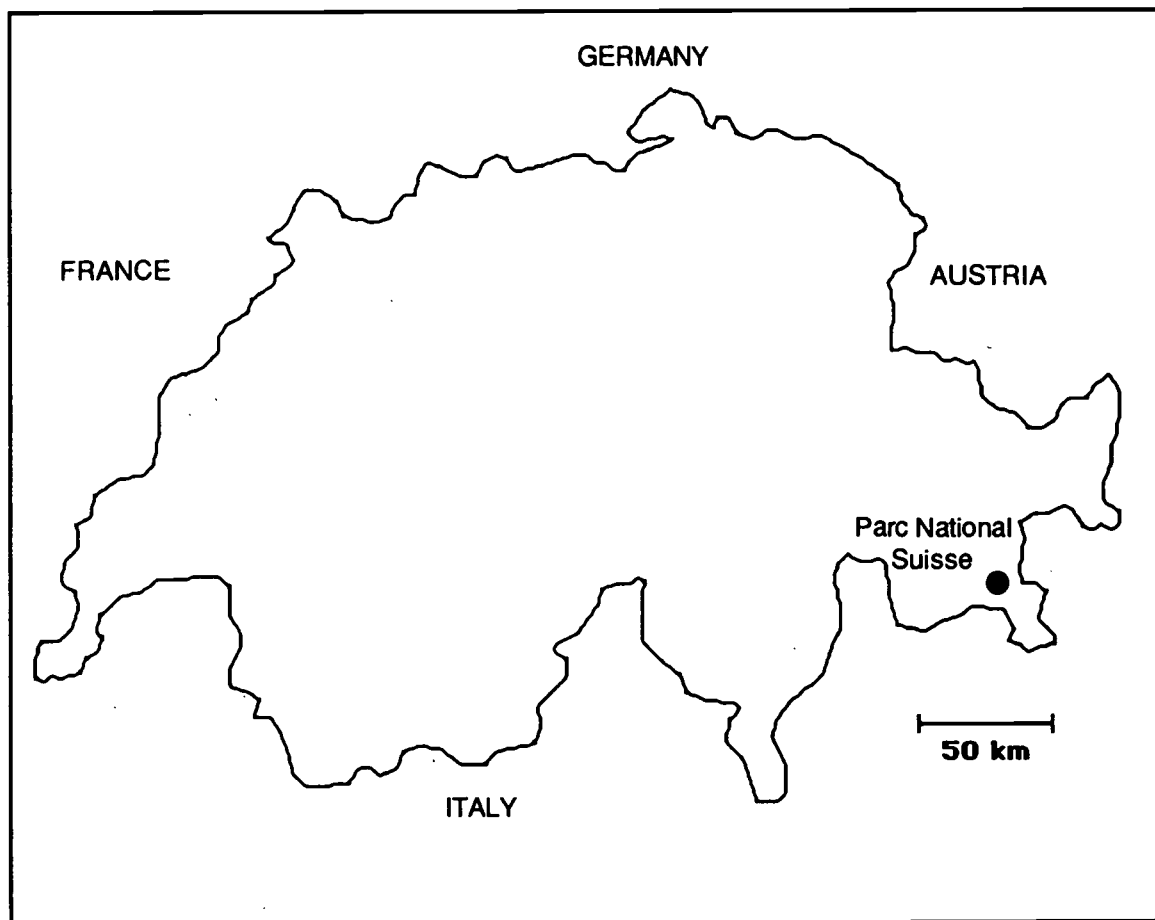 GERMANY
FRANCE
AUSTRIA
Parc National
Suisse
50 km
ITALY